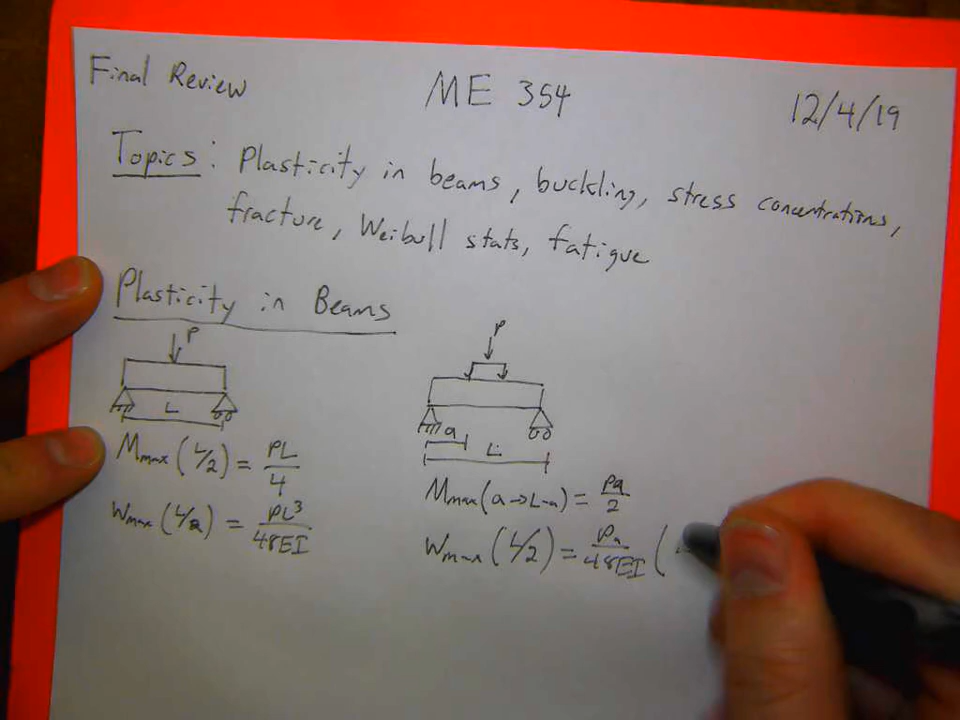 Final Review
ME 354
12/4/19
Topics: Plasticity in beams, buckling, stress concentrations,
fracture, Weibull stats, fatigue
Plasticity in Beams
P
L
P
a
L
Mmax(L/2) = PL/4
Wmax(L/2) = PL³/48EI
Mmax(a→L-a) = Pa/2
Wmax(L/2) = Pa/48EI (